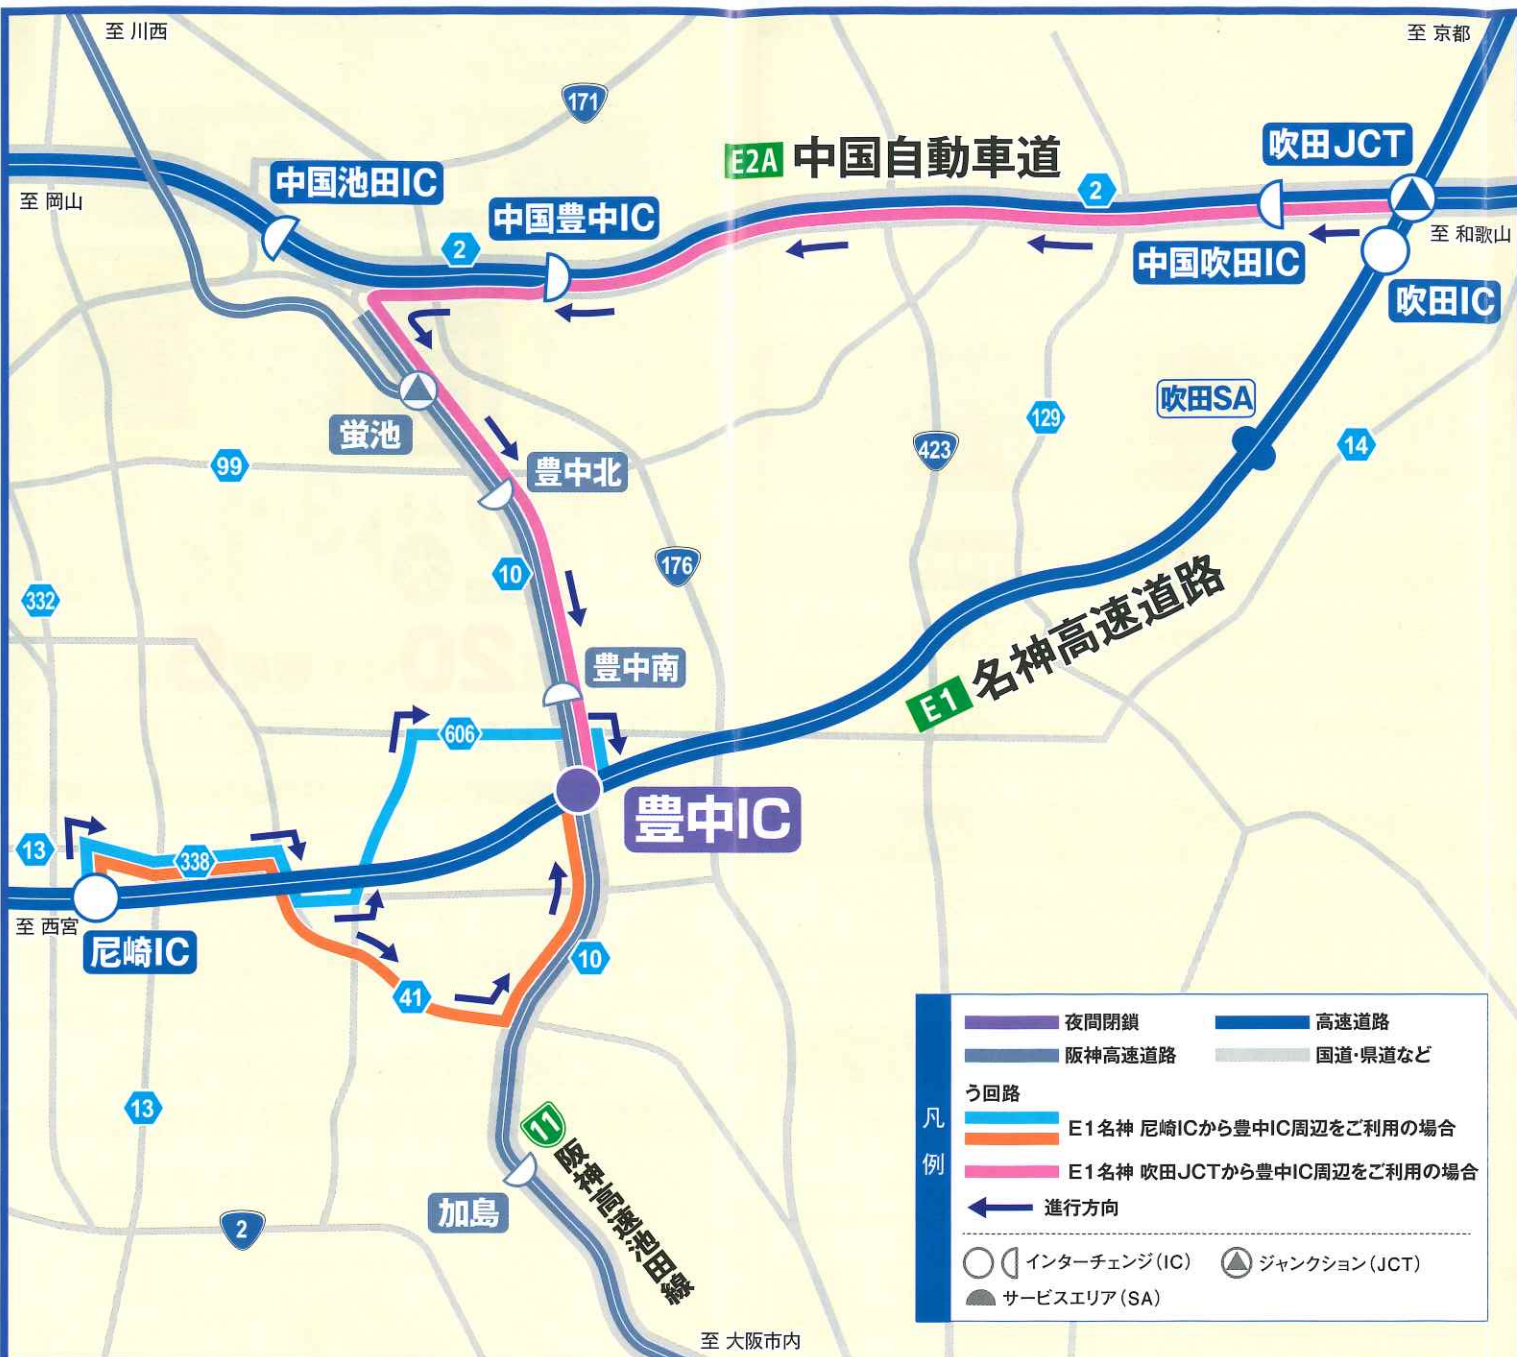 至 川西
至 京都
171
E2A 中国自動車道
吹田JCT
中国池田IC
至 岡山
中国豊中IC
2
2
至 和歌山
中国吹田IC
吹田IC
吹田SA
蛍池
129
14
423
99
豊中北
10
176
332
豊中南
E1 名神高速道路
606
豊中IC
13
338
至 西宮
尼崎IC
10
41
13
11 阪神高速池田線
加島
2
至 大阪市内
凡例
夜間閉鎖
高速道路
阪神高速道路
国道・県道など
う回路
E1名神 尼崎ICから豊中IC周辺をご利用の場合
E1名神 吹田JCTから豊中IC周辺をご利用の場合
進行方向
インターチェンジ(IC)
ジャンクション(JCT)
サービスエリア(SA)